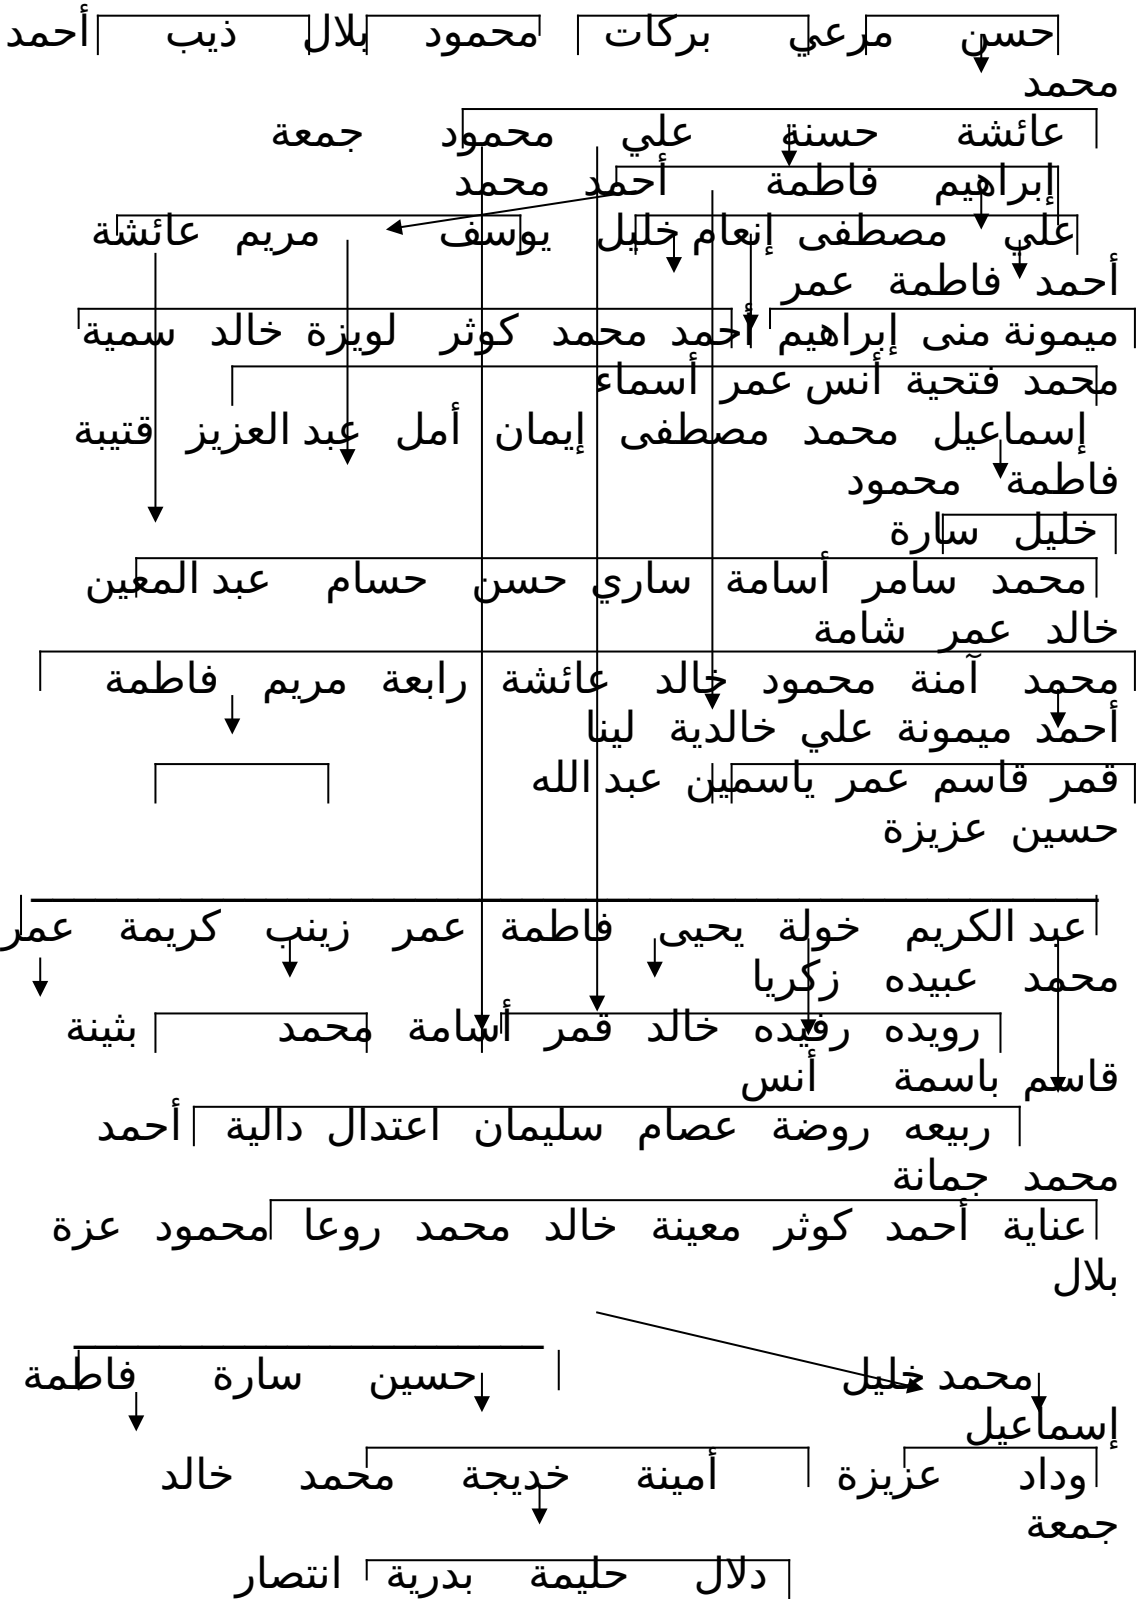 حسن مرعي بركات محمود بلال ذيب أحمد
محمد
عائشة حسنة علي محمود جمعة
إبراهيم فاطمة أحمد محمد
علي مصطفى إنعام خليل يوسف مريم عائشة
أحمد فاطمة عمر
ميمونة منى إبراهيم أحمد محمد كوثر لويزة خالد سمية
محمد فتحية أنس عمر أسماء
إسماعيل محمد مصطفى إيمان أمل عبد العزيز قتيبة
فاطمة محمود
خليل سارة
محمد سامر أسامة ساري حسن حسام عبد المعين
خالد عمر شامة
محمد آمنة محمود خالد عائشة رابعة مريم فاطمة
أحمد ميمونة علي خالدية لينا
قمر قاسم عمر ياسمين عبد الله
حسين عزيزة
عبد الكريم خولة يحيى فاطمة عمر زينب كريمة عمر
محمد عبيده زكريا
رويده رفيده خالد قمر أسامة محمد بثينة
قاسم باسمة أنس
ربيعه روضة عصام سليمان اعتدال دالية أحمد
محمد جمانة
عناية أحمد كوثر معينة خالد محمد روعا محمود عزة
بلال
محمد خليل حسين سارة فاطمة
إسماعيل
وداد عزيزة أمينة خديجة محمد خالد
جمعة
دلال حليمة بدرية انتصار